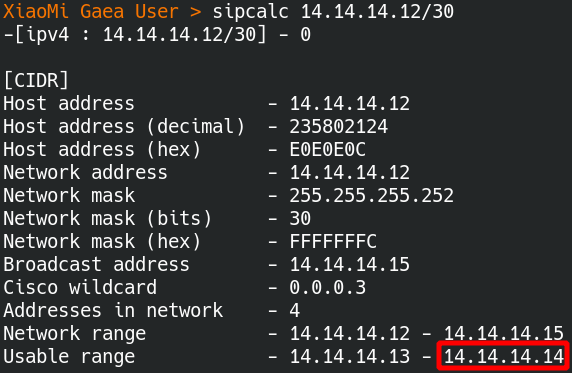 XiaoMi Gaea User > sipcalc 14.14.14.12/30
-[ipv4 : 14.14.14.12/30] - 0
[CIDR]
Host address - 14.14.14.12
Host address (decimal) - 235802124
Host address (hex) - E0E0E0C
Network address - 14.14.14.12
Network mask - 255.255.255.252
Network mask (bits) - 30
Network mask (hex) - FFFFFFFC
Broadcast address - 14.14.14.15
Cisco wildcard - 0.0.0.3
Addresses in network - 4
Network range - 14.14.14.12 - 14.14.14.15
Usable range - 14.14.14.13 - 14.14.14.14